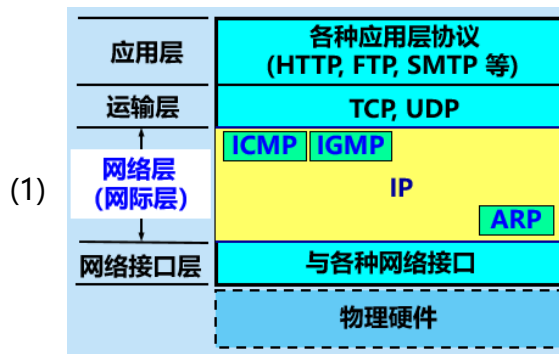 应用层
各种应用层协议
(HTTP, FTP, SMTP 等)
运输层
TCP, UDP
(1)
网络层
(网际层)
ICMP
IGMP
IP
ARP
网络接口层
与各种网络接口
物理硬件